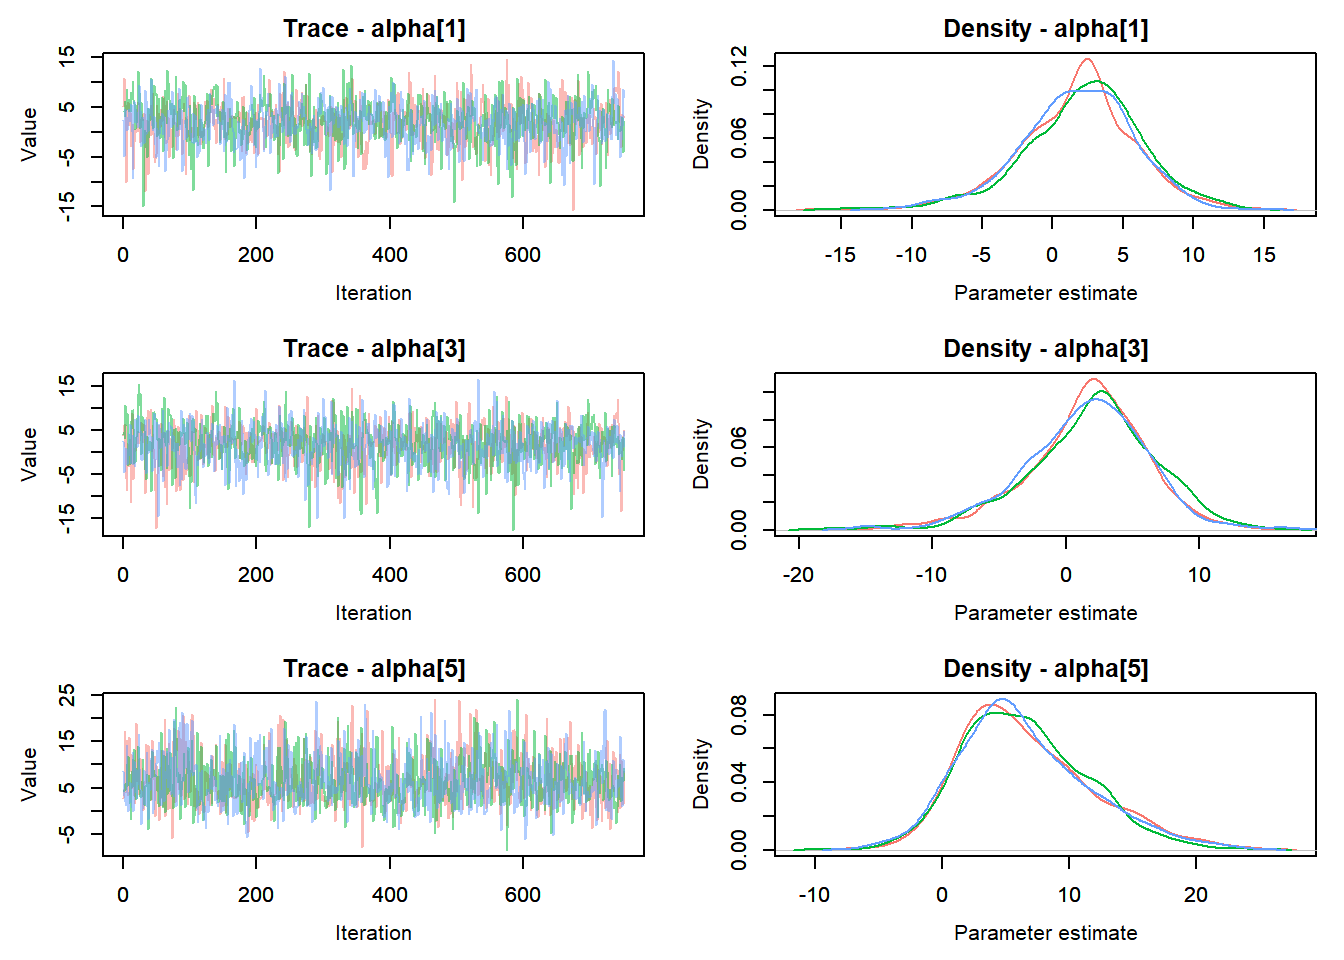 Trace - alpha[1]
Value
15
5
-5
-15
0 200 400 600
Iteration
Density - alpha[1]
Density
0.12
0.06
0.00
-15 -10 -5 0 5 10 15
Parameter estimate
Trace - alpha[3]
Value
15
5
-5
-15
0 200 400 600
Iteration
Density - alpha[3]
Density
0.06
0.00
-20 -10 0 10
Parameter estimate
Trace - alpha[5]
Value
25
15
5
-5
0 200 400 600
Iteration
Density - alpha[5]
Density
0.08
0.04
0.00
-10 0 10 20
Parameter estimate